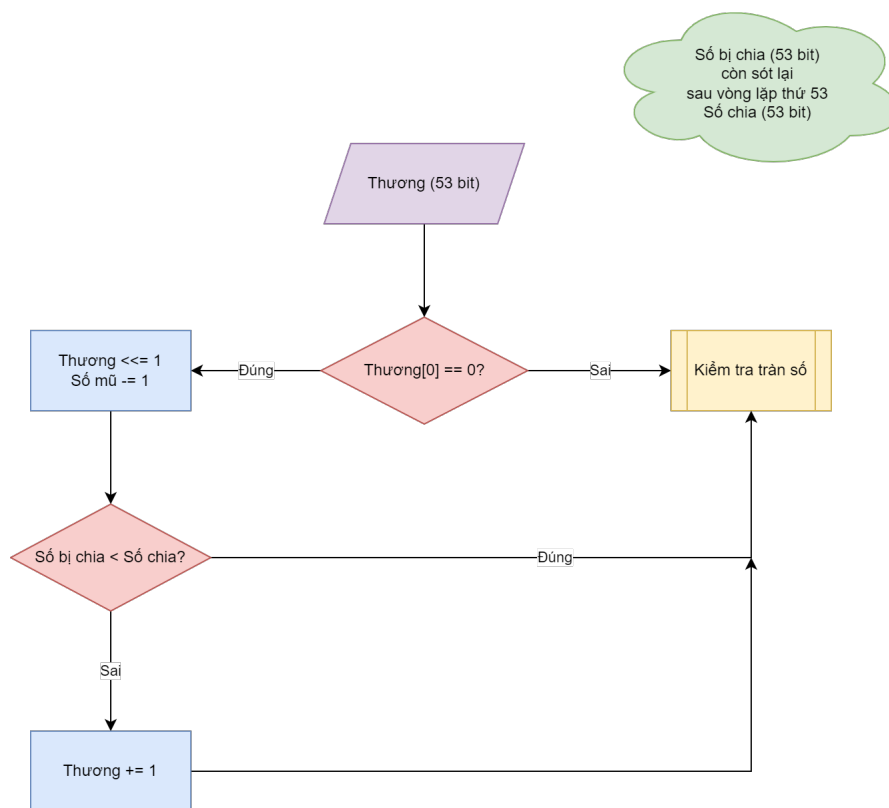 Số bị chia (53 bit)
còn sót lại
sau vòng lặp thứ 53
Số chia (53 bit)
Thương (53 bit)
Thương <<= 1
Số mũ -= 1
Đúng
Thương[0] == 0?
Sai
Kiểm tra tràn số
Số bị chia < Số chia?
Đúng
Sai
Thương += 1